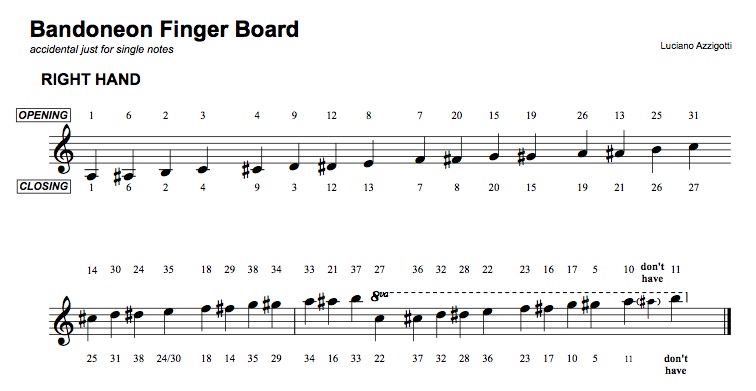 Bandoneon Finger Board
accidental just for single notes
Luciano Azzigotti
RIGHT HAND
OPENING 1 6 2 3 4 9 12 8 7 20 15 19 26 13 25 31
CLOSING 1 6 2 4 9 3 12 13 7 8 20 15 19 21 26 27
14 30 24 35 18 29 38 34 33 21 37 27 36 32 28 22 23 16 17 5 10 don't have 11
8va
25 31 38 24/30 18 14 29 35 34 16 33 22 37 32 28 36 23 17 10 5 11 don't have